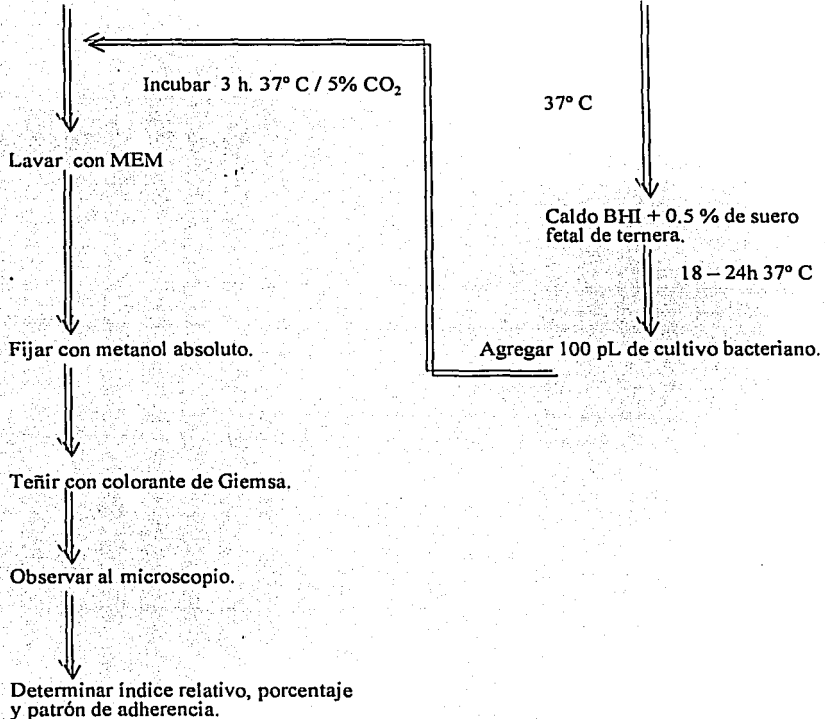 Incubar 3 h. 37° C / 5% CO₂
37° C
Lavar con MEM
Caldo BHI + 0.5 % de suero
fetal de ternera.
18 – 24h 37° C
Fijar con metanol absoluto.
Agregar 100 pL de cultivo bacteriano.
Teñir con colorante de Giemsa.
Observar al microscopio.
Determinar índice relativo, porcentaje
y patrón de adherencia.